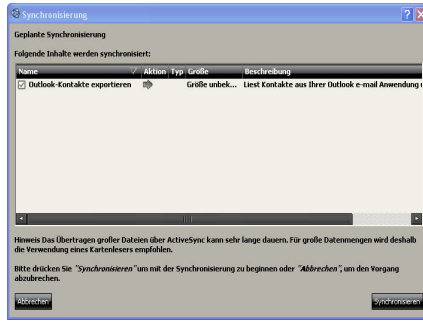 Synchronisierung
Geplante Synchronisierung
Folgende Inhalte werden synchronisiert:
Name Aktion Typ Größe Beschreibung
Outlook-Kontakte exportieren Größe unbek... Liest Kontakte aus Ihrer Outlook e-mail Anwendung
Hinweis Das Übertragen großer Dateien über ActiveSync kann sehr lange dauern. Für große Datenmengen wird deshalb
die Verwendung eines Kartenlesers empfohlen.
Bitte drücken Sie "Synchronisieren" um mit der Synchronisierung zu beginnen oder "Abbrechen", um den Vorgang
abzubrechen.
Abbrechen Synchronisieren